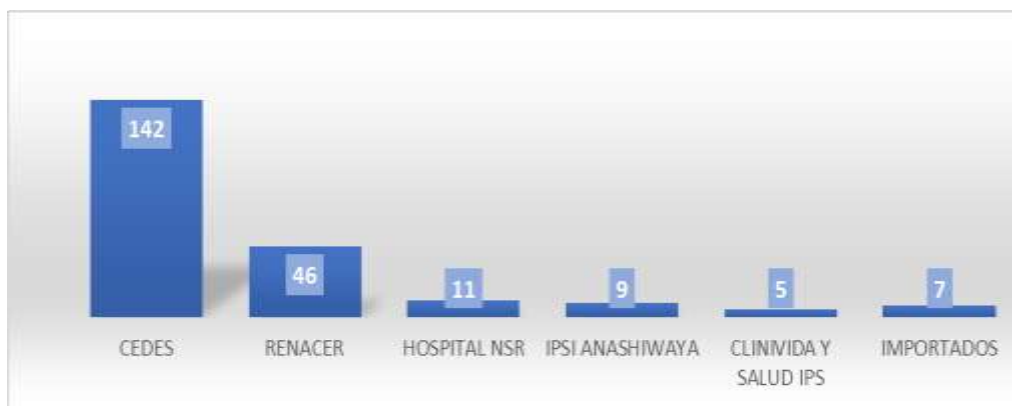 142
46
11
9
5
7
CEDES
RENACER
HOSPITAL NSR
IPSI ANASHIWAYA
CLINIVIDA Y
SALUD IPS
IMPORTADOS